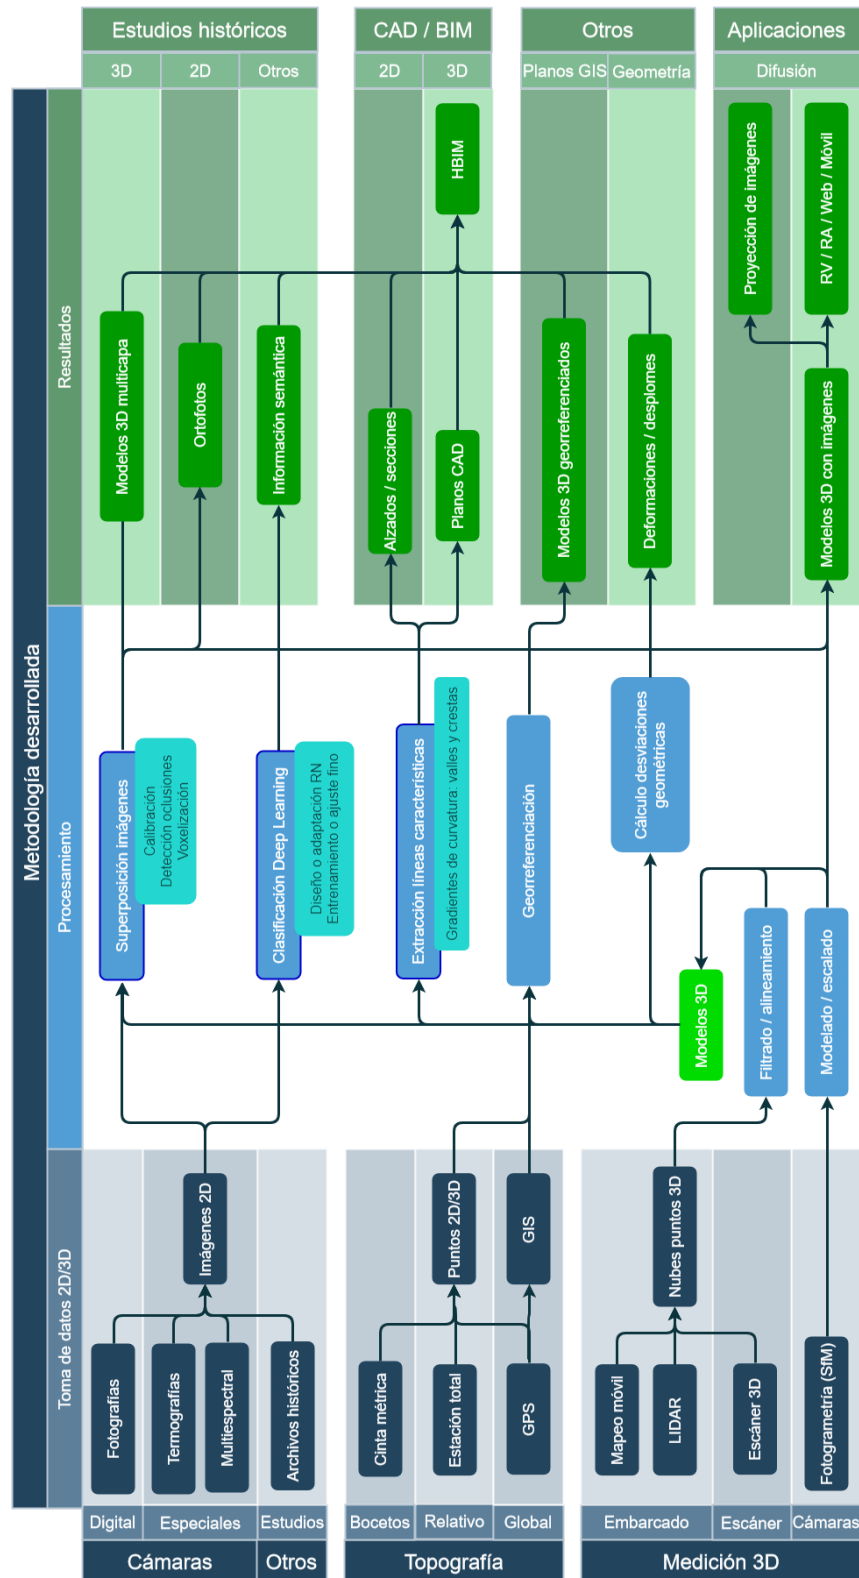 Estudios históricos
CAD / BIM
Otros
Aplicaciones
3D
2D
Otros
2D
3D
Planos GIS
Geometría
Difusión
Metodología desarrollada
Resultados
Procesamiento
Toma de datos 2D/3D
Proyección de imágenes
RV / RA / Web / Móvil
HBIM
Modelos 3D multicapa
Ortofotos
Información semántica
Alzados / secciones
Planos CAD
Modelos 3D georreferenciados
Deformaciones / desplomes
Modelos 3D con imágenes
Superposición imágenes
Calibración
Detección oclusiones
Voxelización
Clasificación Deep Learning
Diseño o adaptación RN
Entrenamiento o ajuste fino
Extracción líneas características
Gradientes de curvatura: valles y crestas
Georreferenciación
Cálculo desviaciones
geométricas
Modelos 3D
Filtrado / alineamiento
Modelado / escalado
Imágenes 2D
Puntos 2D/3D
GIS
Nubes puntos 3D
Fotografías
Termografías
Multiespectral
Archivos históricos
Cinta métrica
Estación total
GPS
Mapeo móvil
LIDAR
Escáner 3D
Fotogrametría (SfM)
Digital
Especiales
Estudios
Bocetos
Relativo
Global
Embarcado
Escáner
Cámaras
Cámaras
Otros
Topografía
Medición 3D